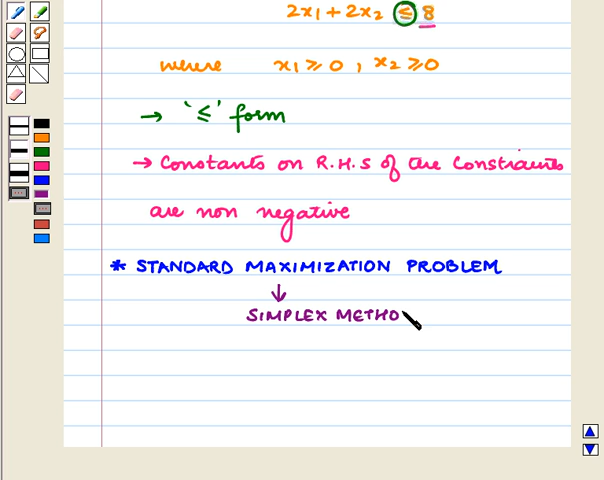 2x₁ + 2x₂ ≤ 8
where x₁ ≥ 0 , x₂ ≥ 0
→ '≤' form
→ Constants on R.H.S of the Constraints
are non negative
* STANDARD MAXIMIZATION PROBLEM
↓
SIMPLEX METHO